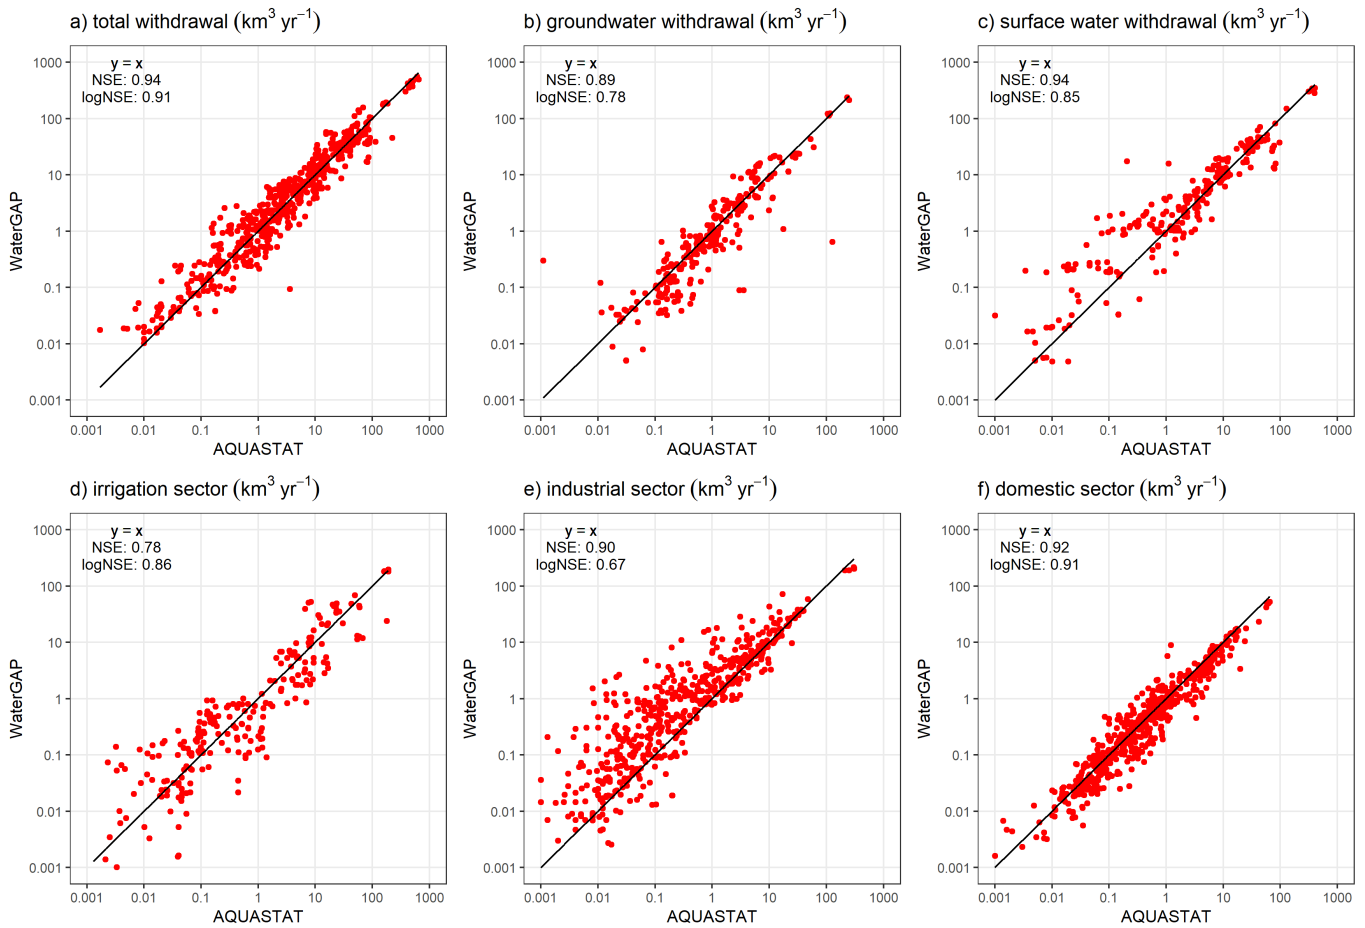 a) total withdrawal (km³ yr⁻¹)
y = x
NSE: 0.94
logNSE: 0.91
1000
100
10
1
0.1
0.01
0.001
WaterGAP
0.001 0.01 0.1 1 10 100 1000
AQUASTAT
b) groundwater withdrawal (km³ yr⁻¹)
y = x
NSE: 0.89
logNSE: 0.78
1000
100
10
1
0.1
0.01
0.001
WaterGAP
0.001 0.01 0.1 1 10 100 1000
AQUASTAT
c) surface water withdrawal (km³ yr⁻¹)
y = x
NSE: 0.94
logNSE: 0.85
1000
100
10
1
0.1
0.01
0.001
WaterGAP
0.001 0.01 0.1 1 10 100 1000
AQUASTAT
d) irrigation sector (km³ yr⁻¹)
y = x
NSE: 0.78
logNSE: 0.86
1000
100
10
1
0.1
0.01
0.001
WaterGAP
0.001 0.01 0.1 1 10 100 1000
AQUASTAT
e) industrial sector (km³ yr⁻¹)
y = x
NSE: 0.90
logNSE: 0.67
1000
100
10
1
0.1
0.01
0.001
WaterGAP
0.001 0.01 0.1 1 10 100 1000
AQUASTAT
f) domestic sector (km³ yr⁻¹)
y = x
NSE: 0.92
logNSE: 0.91
1000
100
10
1
0.1
0.01
0.001
WaterGAP
0.001 0.01 0.1 1 10 100 1000
AQUASTAT